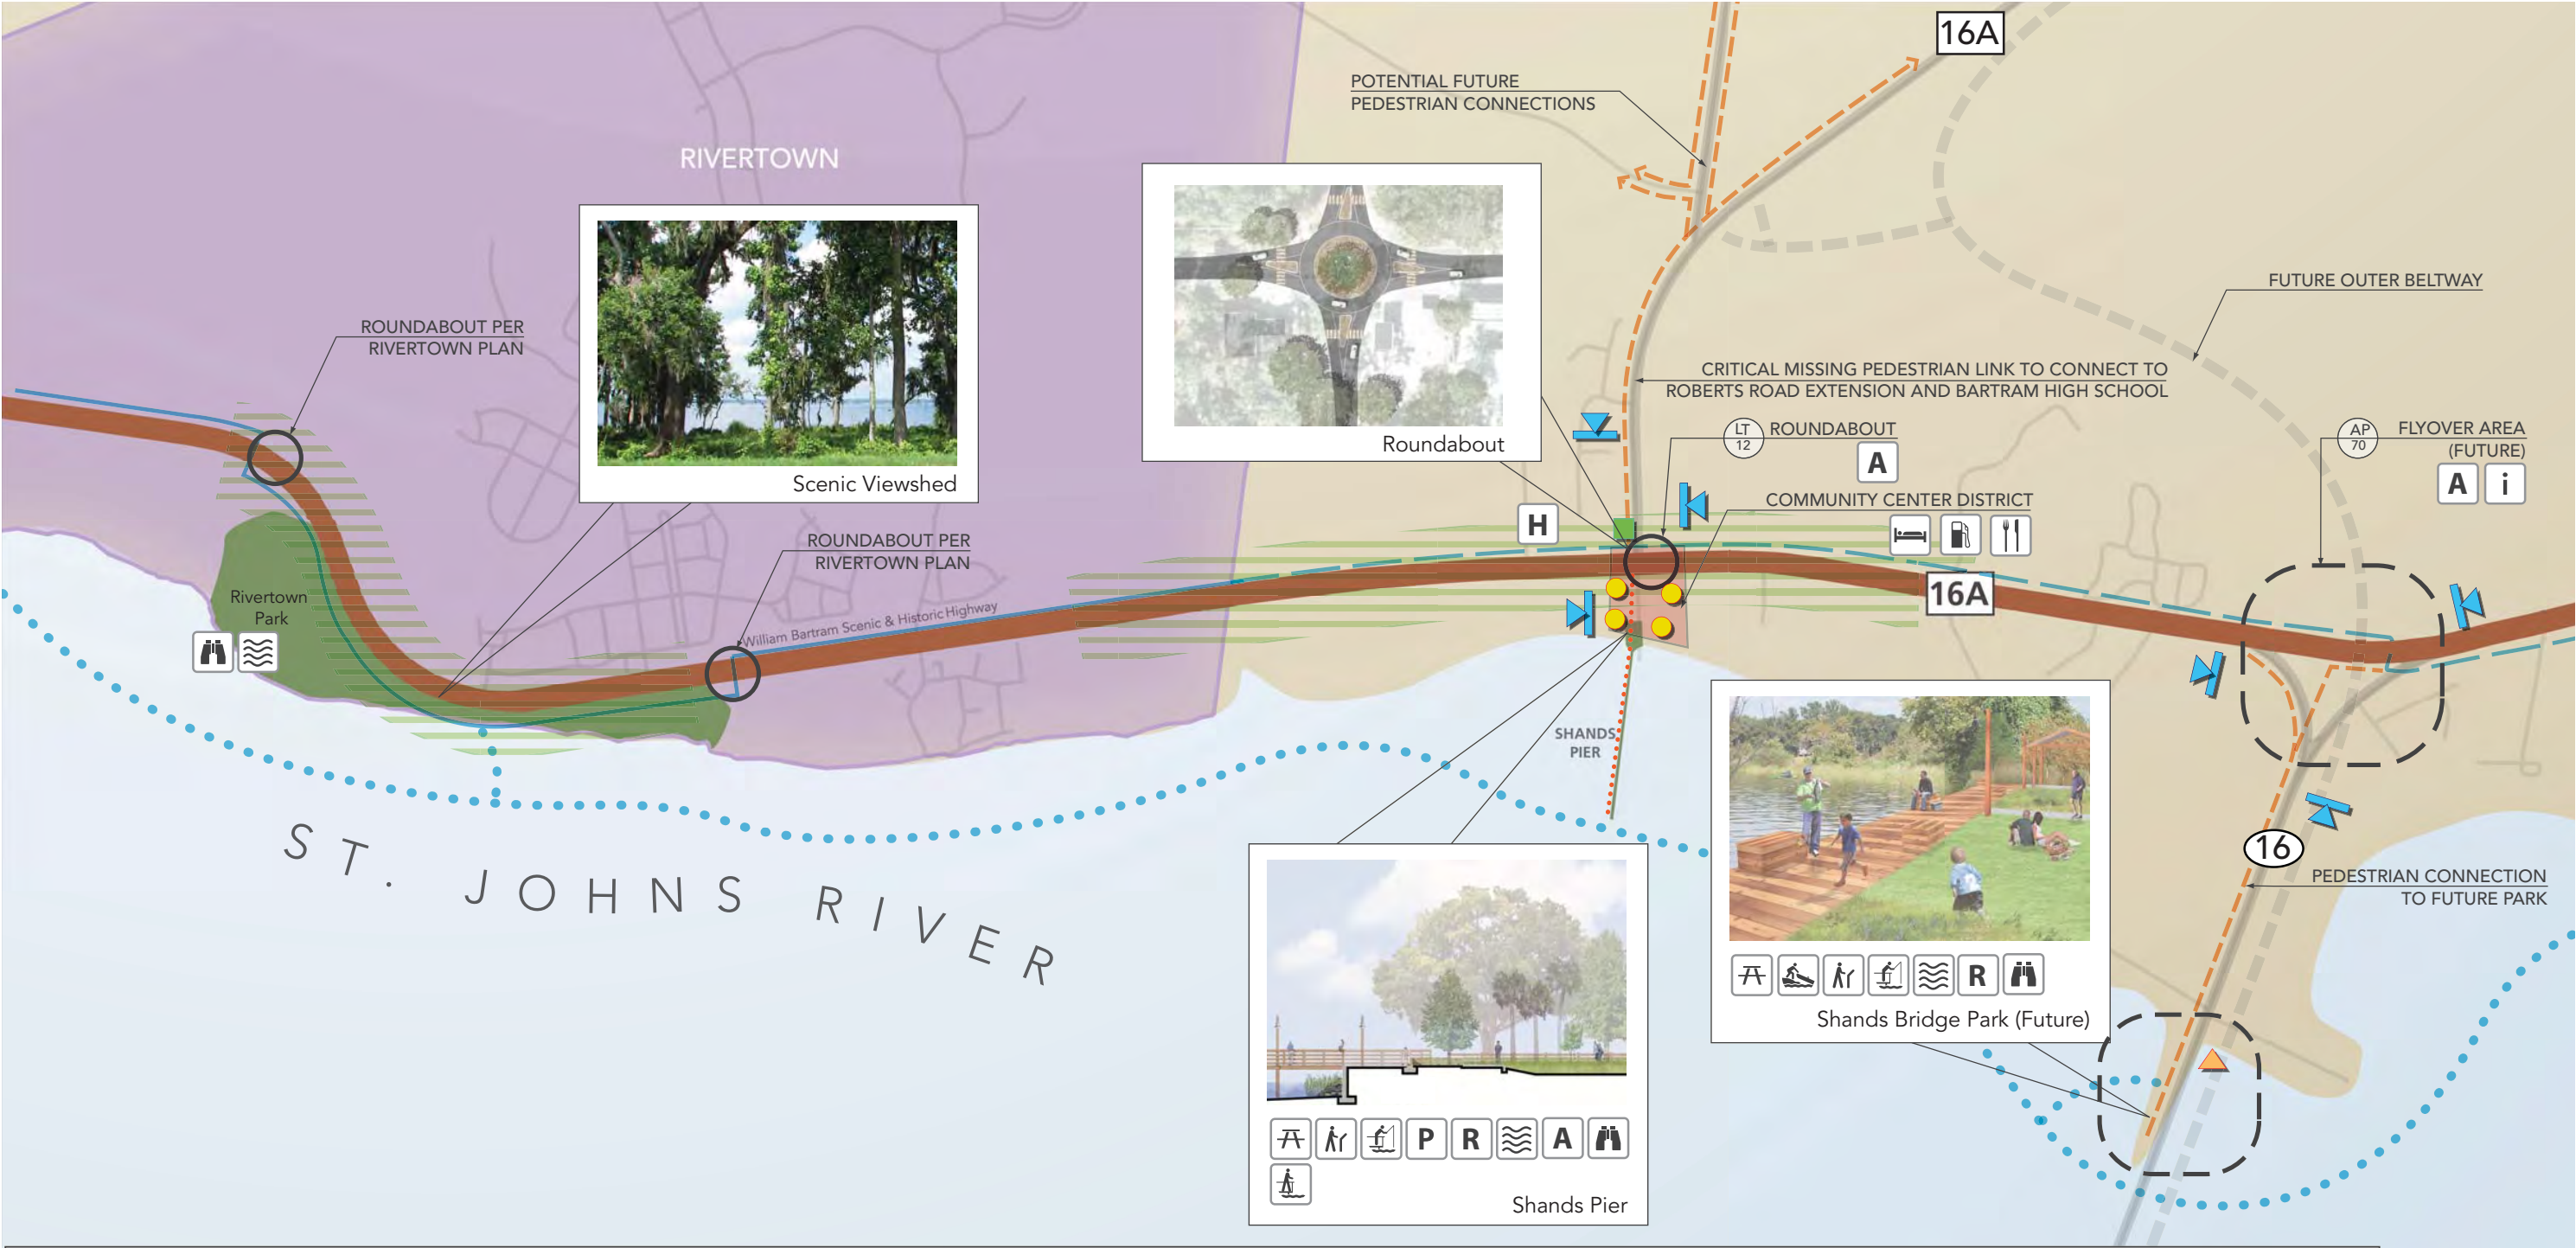 16A
POTENTIAL FUTURE
PEDESTRIAN CONNECTIONS
RIVERTOWN
FUTURE OUTER BELTWAY
ROUNDABOUT PER
RIVERTOWN PLAN
Scenic Viewshed
Roundabout
CRITICAL MISSING PEDESTRIAN LINK TO CONNECT TO
ROBERTS ROAD EXTENSION AND BARTRAM HIGH SCHOOL
LT
12
ROUNDABOUT
A
AP
70
FLYOVER AREA
(FUTURE)
A
i
COMMUNITY CENTER DISTRICT
H
ROUNDABOUT PER
RIVERTOWN PLAN
Rivertown
Park
William Bartram Scenic & Historic Highway
16A
SHANDS
PIER
16
PEDESTRIAN CONNECTION
TO FUTURE PARK
ST. JOHNS RIVER
R
Shands Bridge Park (Future)
P
R
A
Shands Pier